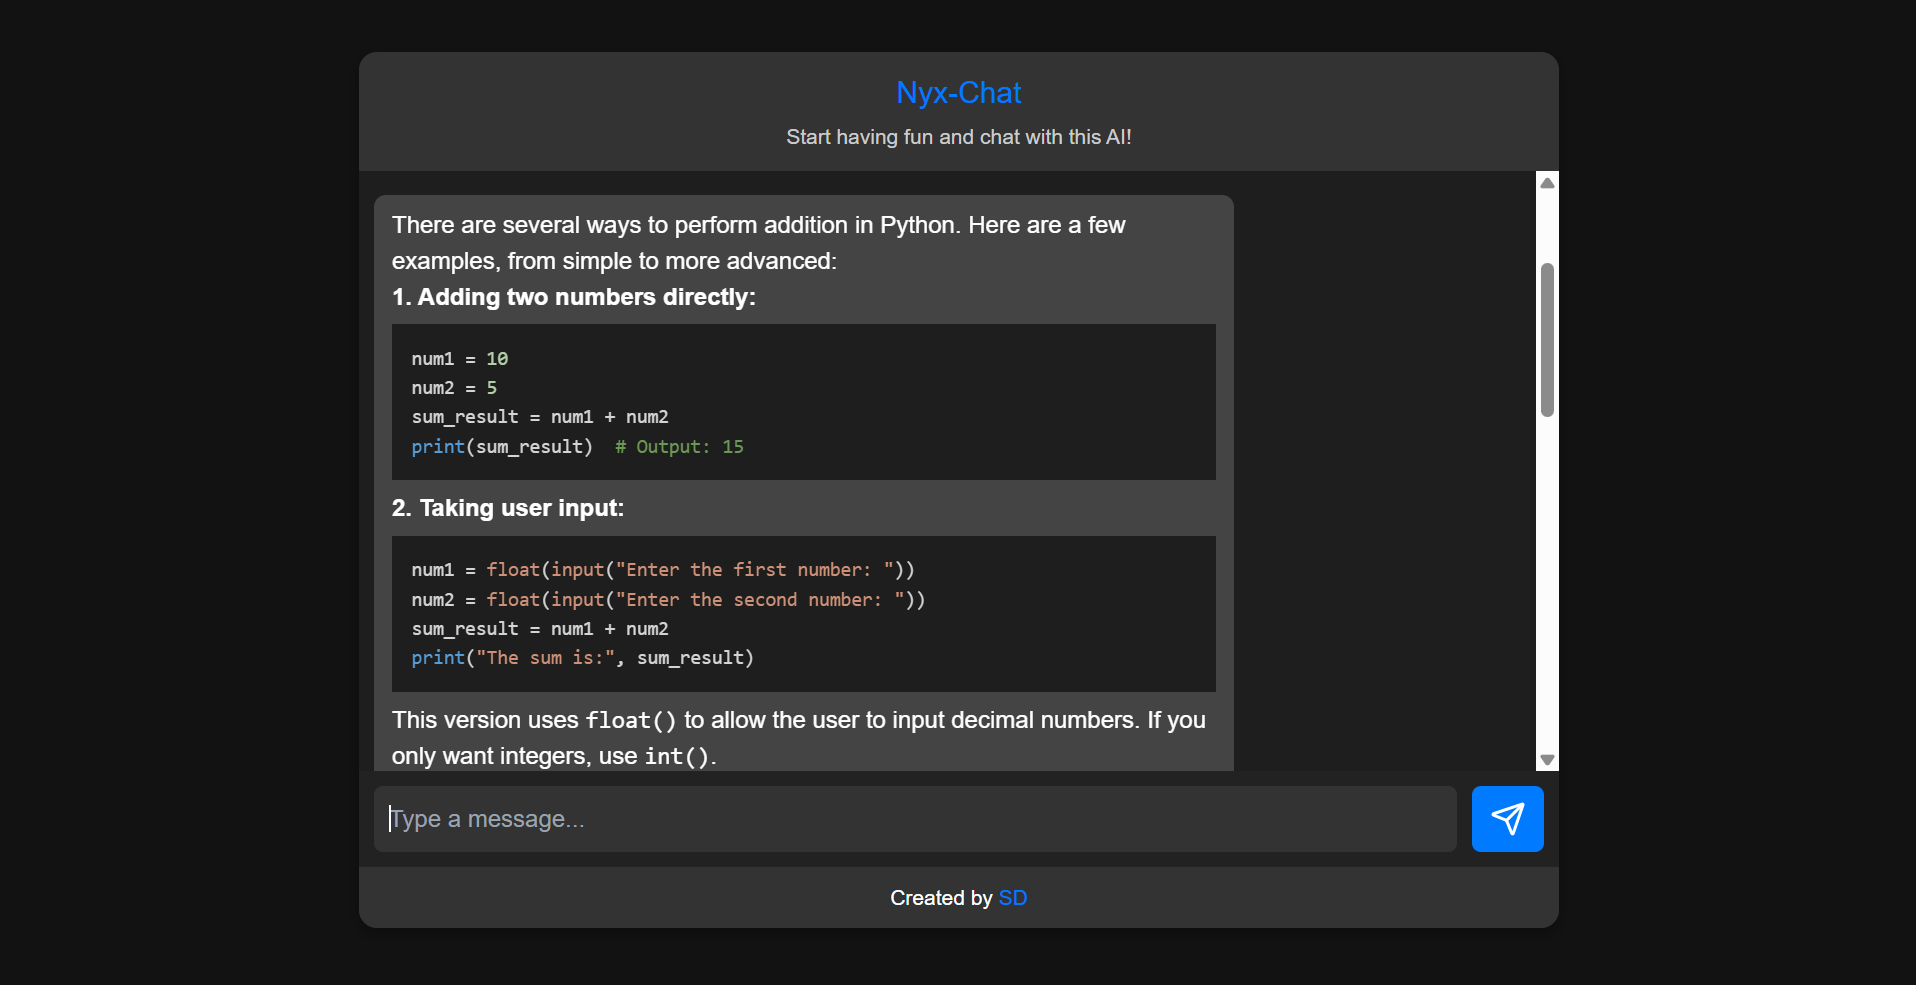 Nyx-Chat
Start having fun and chat with this AI!
There are several ways to perform addition in Python. Here are a few
examples, from simple to more advanced:
1. Adding two numbers directly:
num1 = 10
num2 = 5
sum_result = num1 + num2
print(sum_result)  # Output: 15
2. Taking user input:
num1 = float(input("Enter the first number: "))
num2 = float(input("Enter the second number: "))
sum_result = num1 + num2
print("The sum is:", sum_result)
This version uses float() to allow the user to input decimal numbers. If you
only want integers, use int().
Type a message...
Created by SD